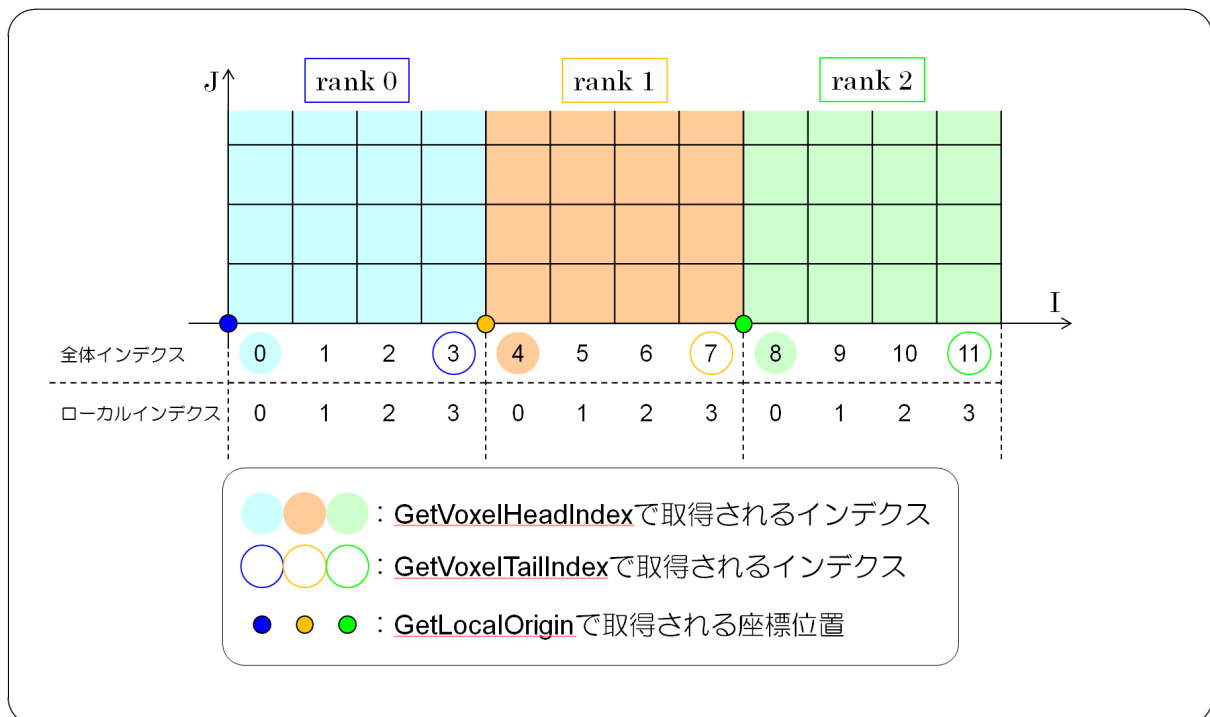 rank 0 rank 1 rank 2
J
I
全体インデクス 0 1 2 3 4 5 6 7 8 9 10 11
ローカルインデクス 0 1 2 3 0 1 2 3 0 1 2 3
：GetVoxelHeadIndexで取得されるインデクス
：GetVoxelTailIndexで取得されるインデクス
：GetLocalOriginで取得される座標位置